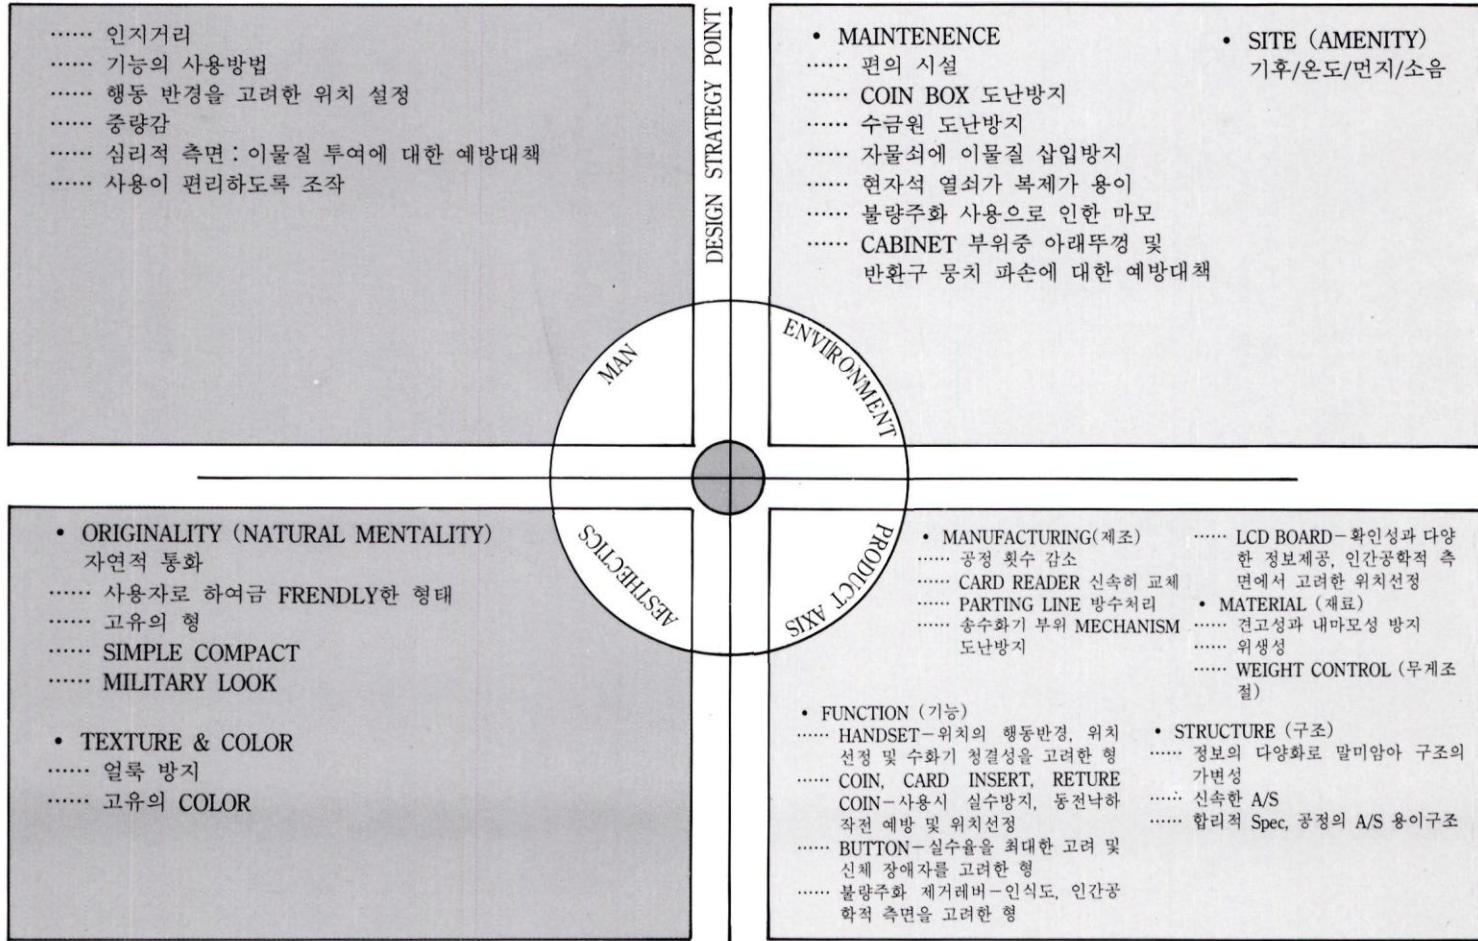 …… 인지거리
…… 기능의 사용방법
…… 행동 반경을 고려한 위치 설정
…… 중량감
…… 심리적 측면 : 이물질 투여에 대한 예방대책
…… 사용이 편리하도록 조작
DESIGN STRATEGY POINT
• MAINTENENCE
…… 편의 시설
…… COIN BOX 도난방지
…… 수금원 도난방지
…… 자물쇠에 이물질 삽입방지
…… 현자석 열쇠가 복제가 용이
…… 불량주화 사용으로 인한 마모
…… CABINET 부위중 아래뚜껑 및
반환구 뭉치 파손에 대한 예방대책
• SITE (AMENITY)
기후/온도/먼지/소음
MAN
ENVIRONMENT
AESTHECTICS
PRODUCT AXIS
• ORIGINALITY (NATURAL MENTALITY)
자연적 통화
…… 사용자로 하여금 FRENDLY한 형태
…… 고유의 형
…… SIMPLE COMPACT
…… MILITARY LOOK
• TEXTURE & COLOR
…… 얼룩 방지
…… 고유의 COLOR
• MANUFACTURING(제조)
…… 공정 횟수 감소
…… CARD READER 신속히 교체
…… PARTING LINE 방수처리
…… 송수화기 부위 MECHANISM
도난방지
• FUNCTION (기능)
…… HANDSET－위치의 행동반경, 위치
선정 및 수화기 청결성을 고려한 형
…… COIN, CARD INSERT, RETURE
COIN－사용시 실수방지, 동전낙하
작전 예방 및 위치선정
…… BUTTON－실수율을 최대한 고려 및
신체 장애자를 고려한 형
…… 불량주화 제거레버－인식도, 인간공
학적 측면을 고려한 형
…… LCD BOARD－확인성과 다양
한 정보제공, 인간공학적 측
면에서 고려한 위치선정
• MATERIAL (재료)
…… 견고성과 내마모성 방지
…… 위생성
…… WEIGHT CONTROL (무게조
절)
• STRUCTURE (구조)
…… 정보의 다양화로 말미암아 구조의
가변성
…… 신속한 A/S
…… 합리적 Spec, 공정의 A/S 용이구조